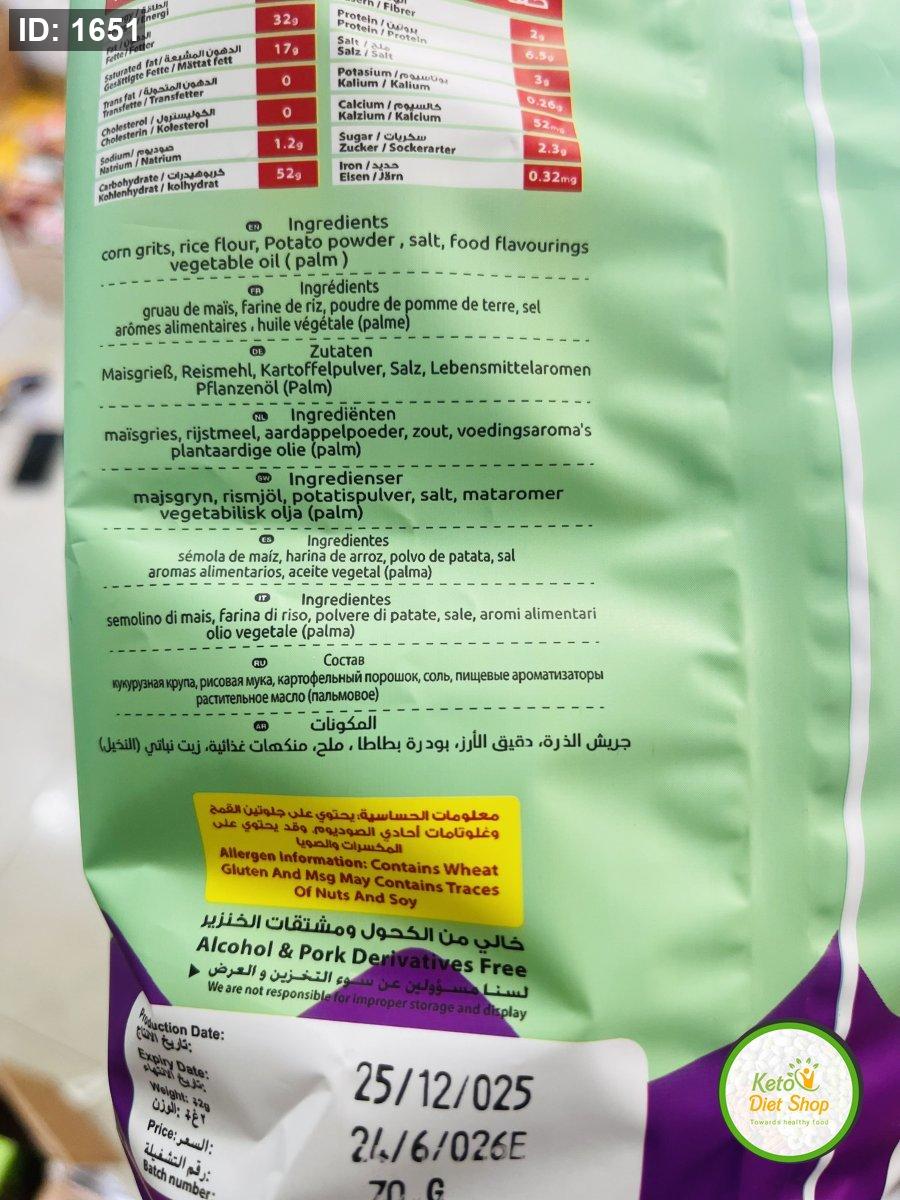 ID: 1651
Energi
32g
Fat /
Fette/Fetter
17g
Saturated fat/ الدهون المشبعة
Gesättigte Fette / Mättat fett
0
Trans fat / الدهون المتحولة
Transfette / Transfetter
0
Cholesterol / الكوليسترول
Cholesterin / Kolesterol
1.2g
Sodium/ صوديوم
Natrium / Natrium
52g
Carbohydrate / كربوهيدرات
Kohlenhydrat / kolhydrat
/ Fibrer
2g
Protein / بروتين
Protein / Protein
6.5g
Salt / ملح
Salz / Salt
3g
Potasium / بوتاسيوم
Kalium / Kalium
0.26g
Calcium / كالسيوم
Kalzium / Kalcium
52mg
Sugar / سكريات
Zucker / Sockerarter
2.3g
Iron / حديد
Eisen / Järn
0.32mg
EN Ingredients
corn grits, rice flour, Potato powder , salt, food flavourings
vegetable oil ( palm )
FR Ingrédients
gruau de maïs, farine de riz, poudre de pomme de terre, sel
arômes alimentaires , huile végétale (palme)
DE Zutaten
Maisgrieß, Reismehl, Kartoffelpulver, Salz, Lebensmittelaromen
Pflanzenöl (Palm)
NL Ingrediënten
maïsgries, rijstmeel, aardappelpoeder, zout, voedingsaroma's
plantaardige olie (palm)
SW Ingredienser
majsgryn, rismjöl, potatispulver, salt, mataromer
vegetabilisk olja (palm)
ES Ingredientes
sémola de maíz, harina de arroz, polvo de patata, sal
aromas alimentarios, aceite vegetal (palma)
IT Ingredientes
semolino di mais, farina di riso, polvere di patate, sale, aromi alimentari
olio vegetale (palma)
RU Состав
кукурузная крупа, рисовая мука, картофельный порошок, соль, пищевые ароматизаторы
растительное масло (пальмовое)
AR المكونات
جريش الذرة، دقيق الأرز، بودرة بطاطا ، ملح، منكهات غذائية، زيت نباتي (النخيل)
معلومات الحساسية: يحتوي على جلوتين القمح
وغلوتامات أحادي الصوديوم. وقد يحتوي على
المكسرات والصويا
Allergen Information: Contains Wheat
Gluten And Msg May Contains Traces
Of Nuts And Soy
خالي من الكحول ومشتقات الخنزير
Alcohol & Pork Derivatives Free
لسنا مسؤولين عن سوء التخزين و العرض
We are not responsible for improper storage and display
Production Date:
تاريخ الانتاج:
Expiry Date:
تاريخ الانتهاء:
Weight:
الوزن:
Price: السعر:
رقم التشغيلة:
Batch number:
25/12/025
24/6/026E
70 G
Keto
Diet Shop
Towards healthy food